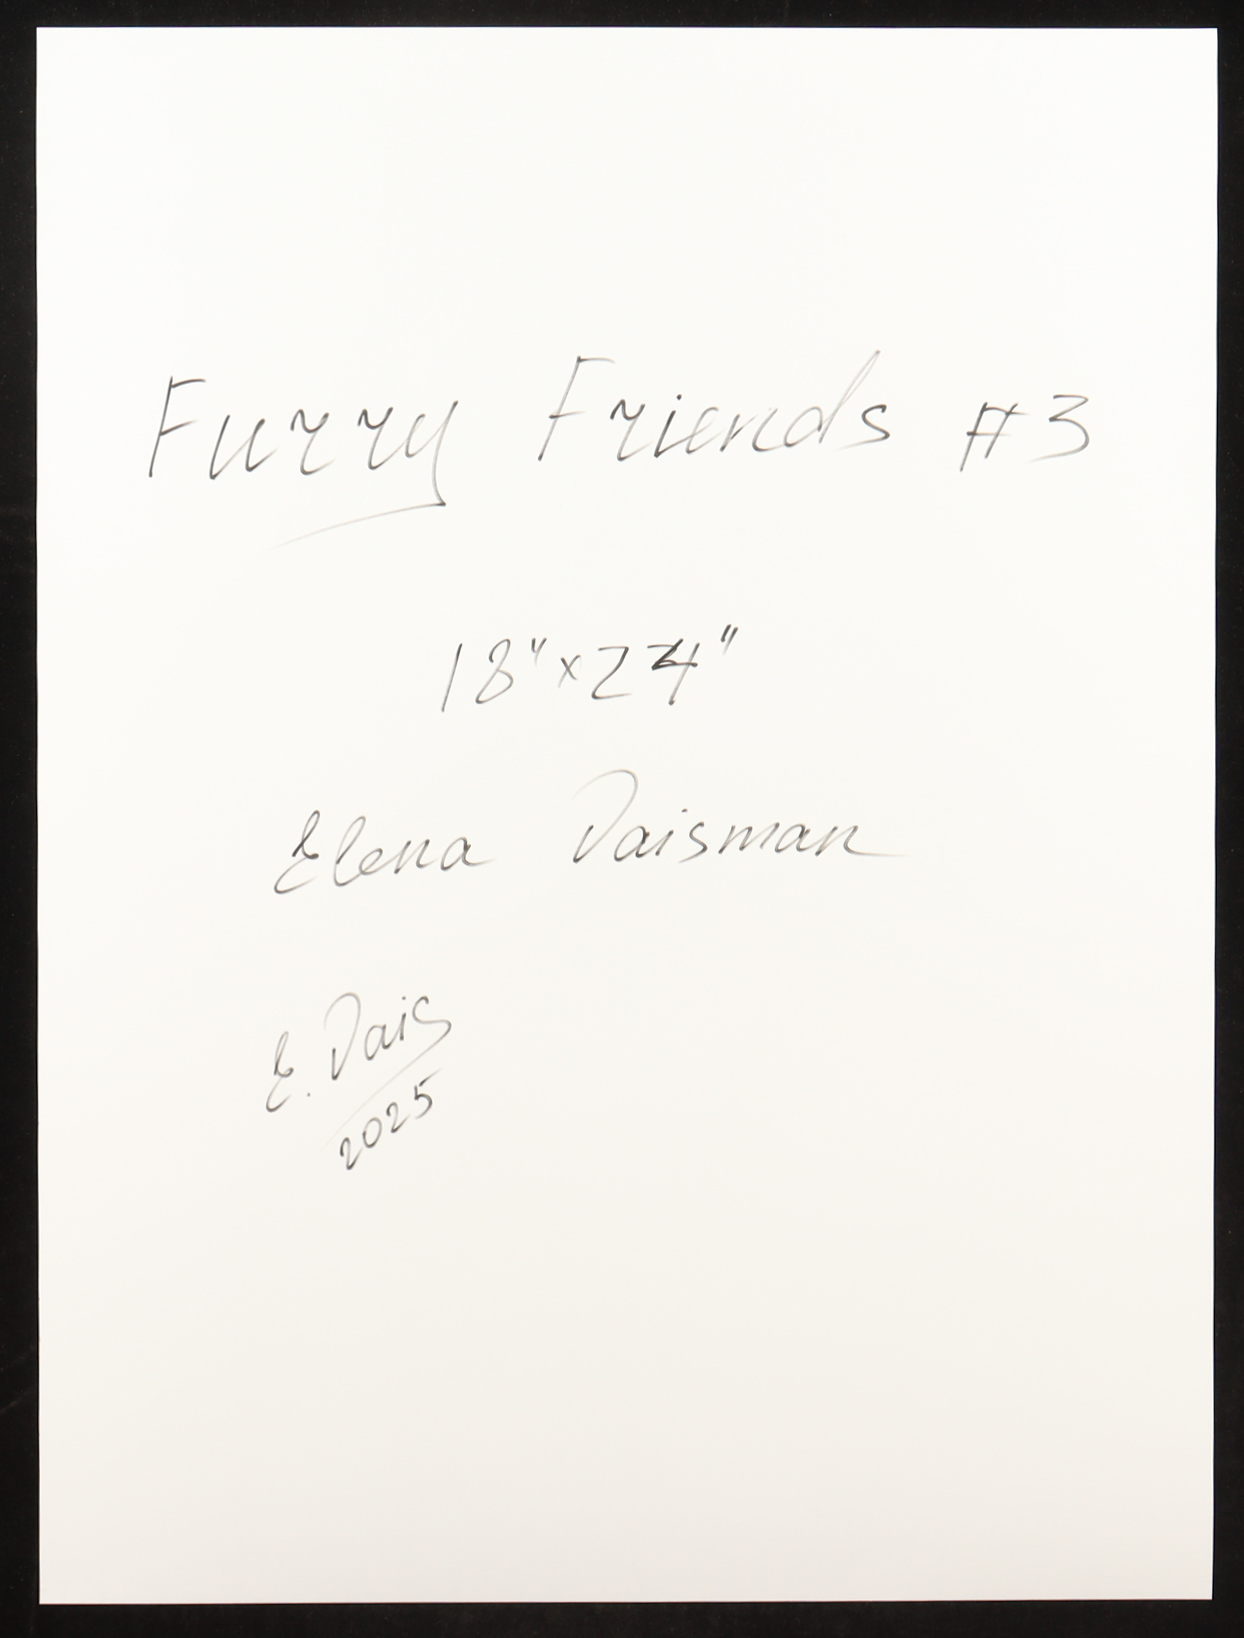 Furry Friends #3
18"x24"
Elena Daisman
E. Dais
2025